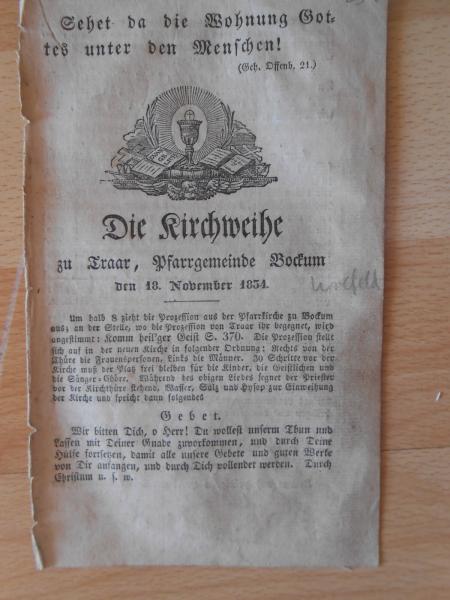 Sehet da die Wohnung Got-
tes unter den Menschen!
(Geh. Offenb. 21.)
Die Kirchweihe
zu Traar, Pfarrgemeinde Bockum
den 18. November 1834.
Um halb 8 zieht die Prozession aus der Pfarrkirche zu Bockum
aus; an der Stelle, wo die Prozession von Traar ihr begegnet, wird
angestimmt: Komm heil'ger Geist S. 370. Die Prozession stellt
sich auf in der neuen Kirche in folgender Ordnung: Rechts von der
Thüre die Frauenspersonen, Links die Männer. 30 Schritte vor der
Kirche muß der Platz frei bleiben für die Kinder, die Geistlichen und
die Sänger-Chöre. Während des obigen Liedes segnet der Priester
vor der Kirchthüre stehend, Wasser, Salz und Hysop zur Einweihung
der Kirche und spricht dann folgendes
Gebet.
Wir bitten Dich, o Herr! Du wollest unserm Thun und
Lassen mit Deiner Gnade zuvorkommen, und durch Deine
Hülfe fortsetzen, damit alle unsere Gebete und guten Werke
von Dir anfangen, und durch Dich vollendet werden. Durch
Christum u. s. w.